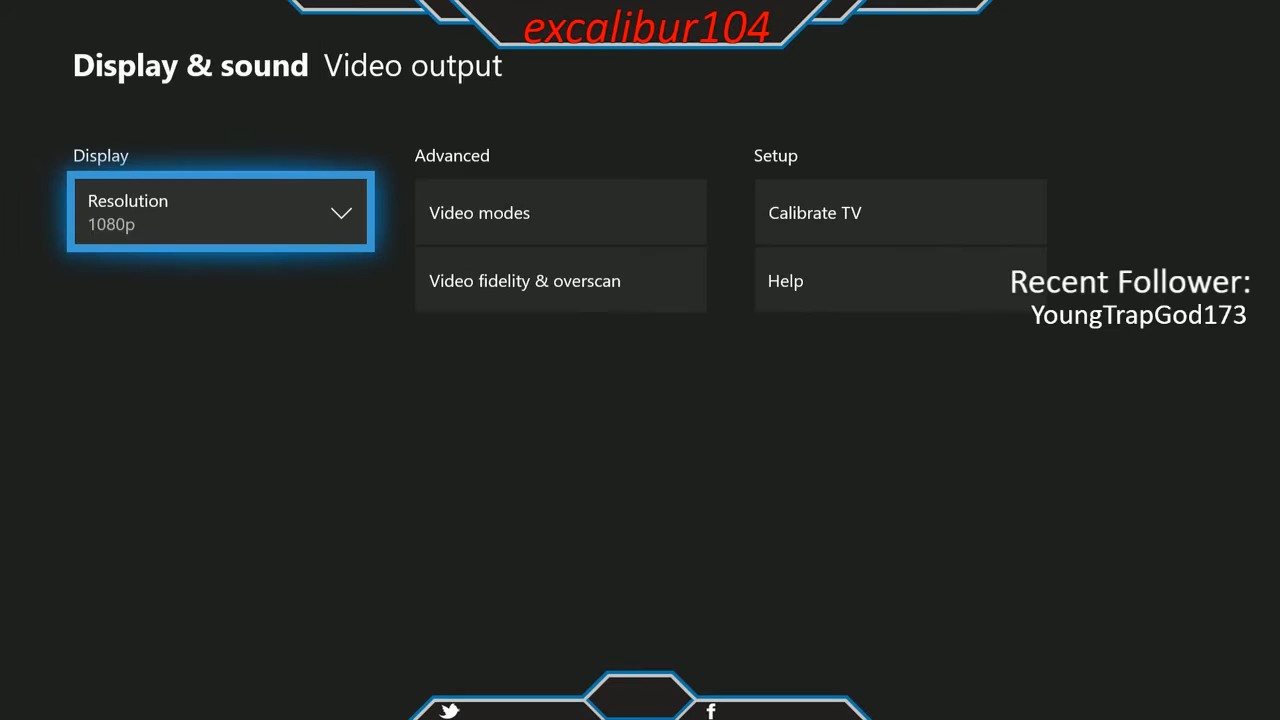 excalibur104
Display & sound Video output
Display
Resolution
1080p
Advanced
Video modes
Video fidelity & overscan
Setup
Calibrate TV
Help
Recent Follower:
YoungTrapGod173